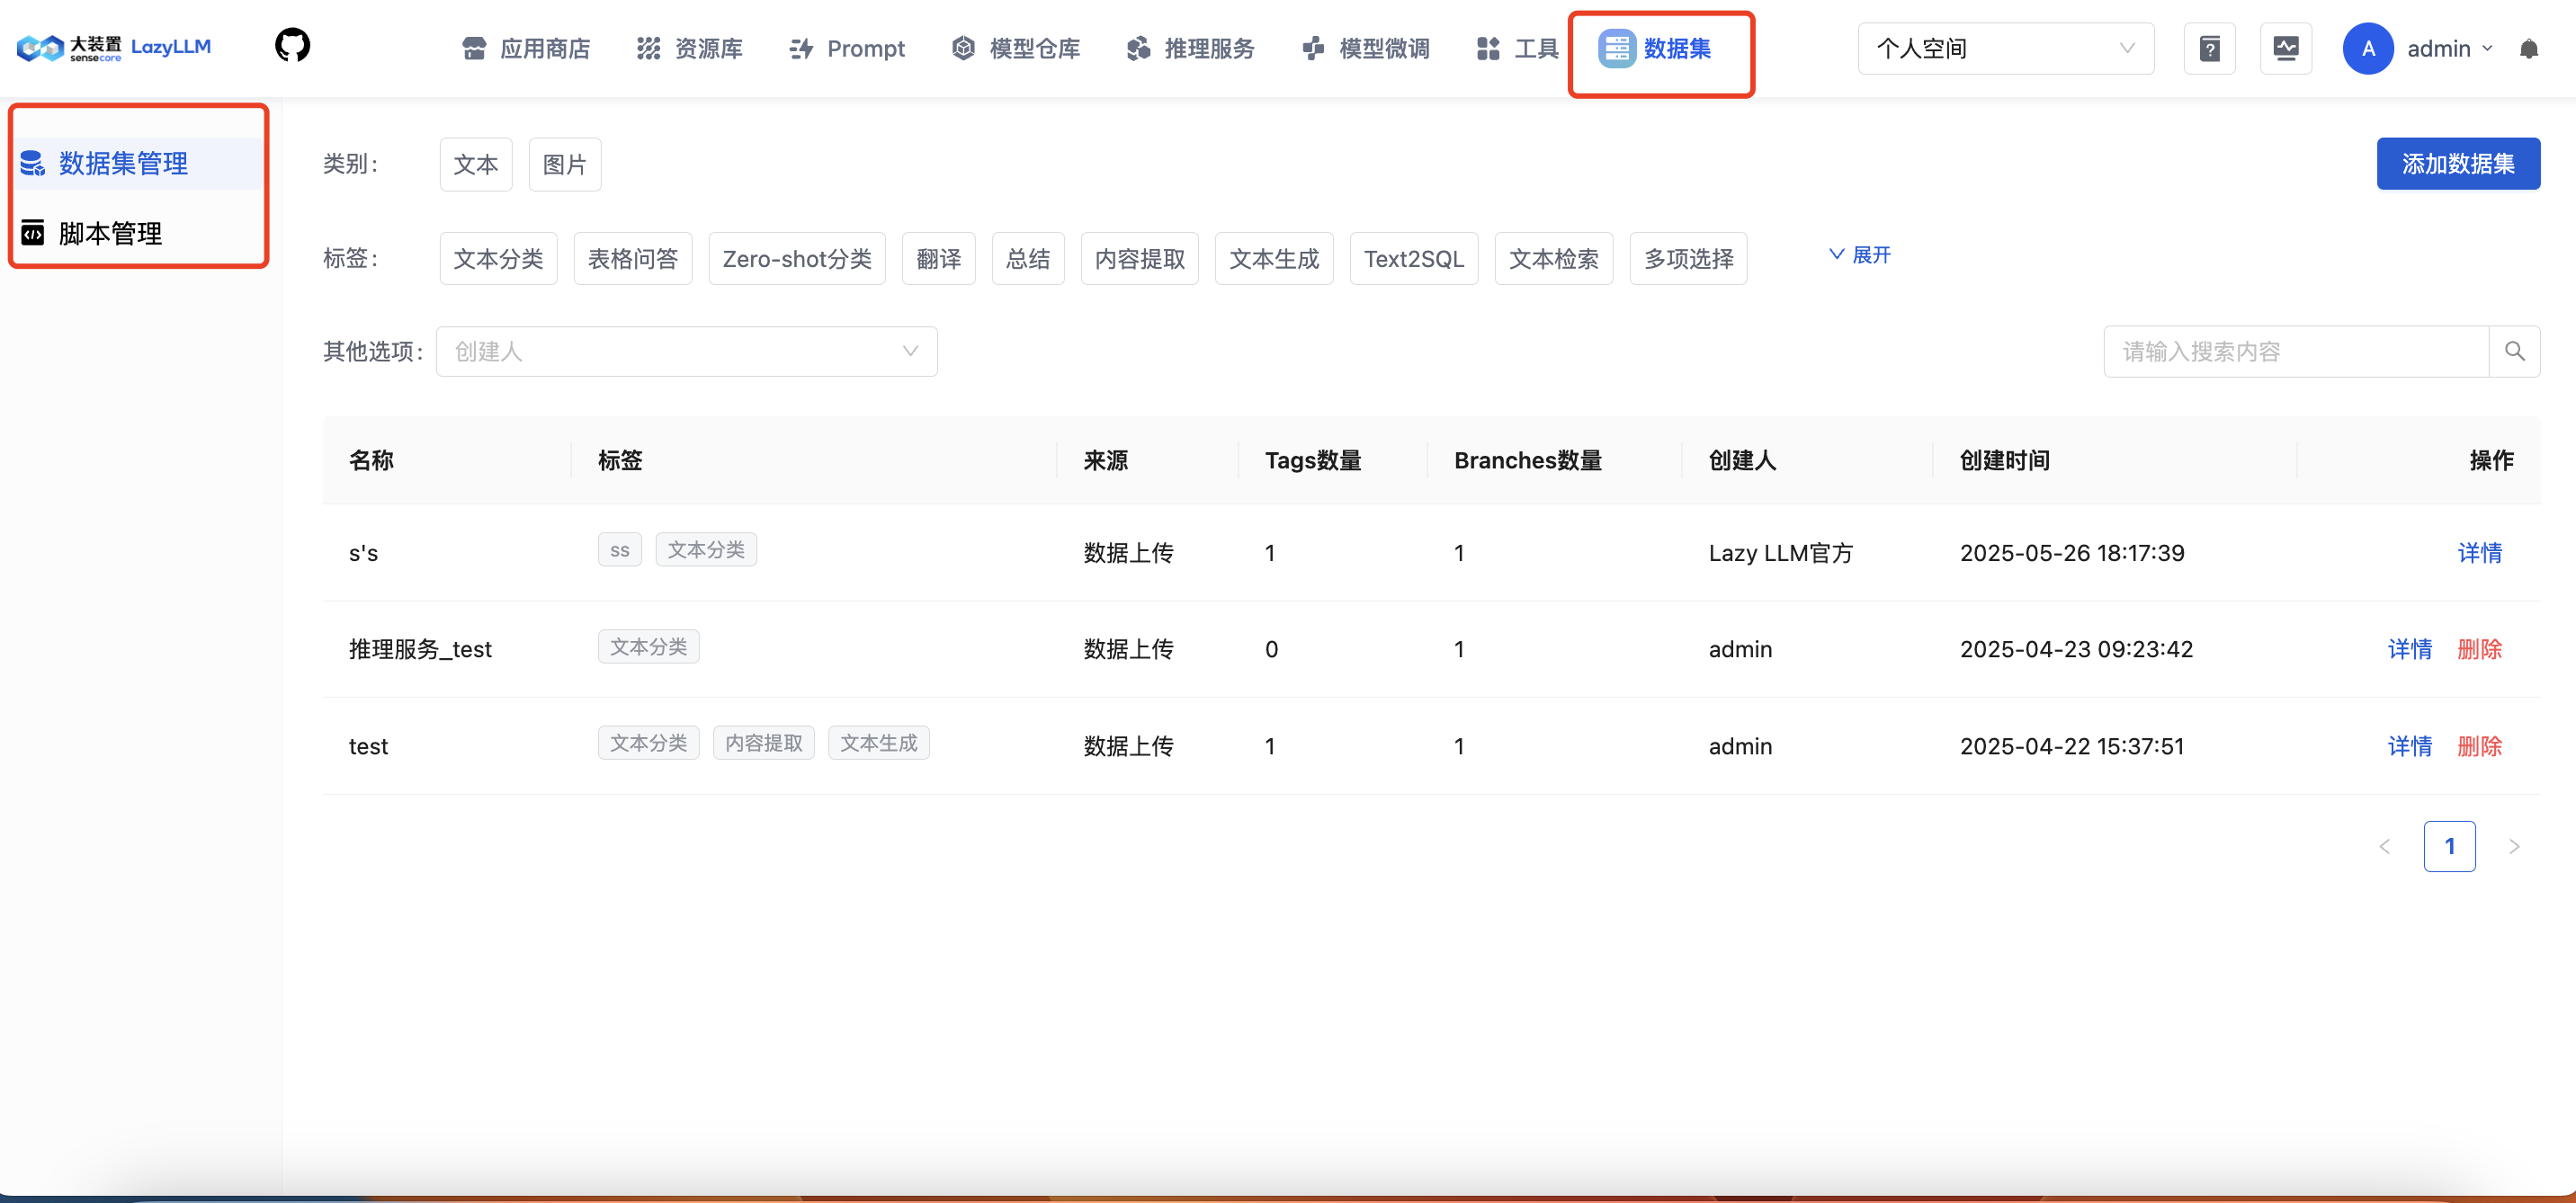 大装置 sensecore LazyLLM 应用商店 资源库 Prompt 模型仓库 推理服务 模型微调 工具 数据集 个人空间 A admin
数据集管理
脚本管理
类别： 文本 图片 添加数据集
标签： 文本分类 表格问答 Zero-shot分类 翻译 总结 内容提取 文本生成 Text2SQL 文本检索 多项选择 展开
其他选项： 创建人 请输入搜索内容
名称 标签 来源 Tags数量 Branches数量 创建人 创建时间 操作
s's ss 文本分类 数据上传 1 1 Lazy LLM官方 2025-05-26 18:17:39 详情
推理服务_test 文本分类 数据上传 0 1 admin 2025-04-23 09:23:42 详情 删除
test 文本分类 内容提取 文本生成 数据上传 1 1 admin 2025-04-22 15:37:51 详情 删除
1